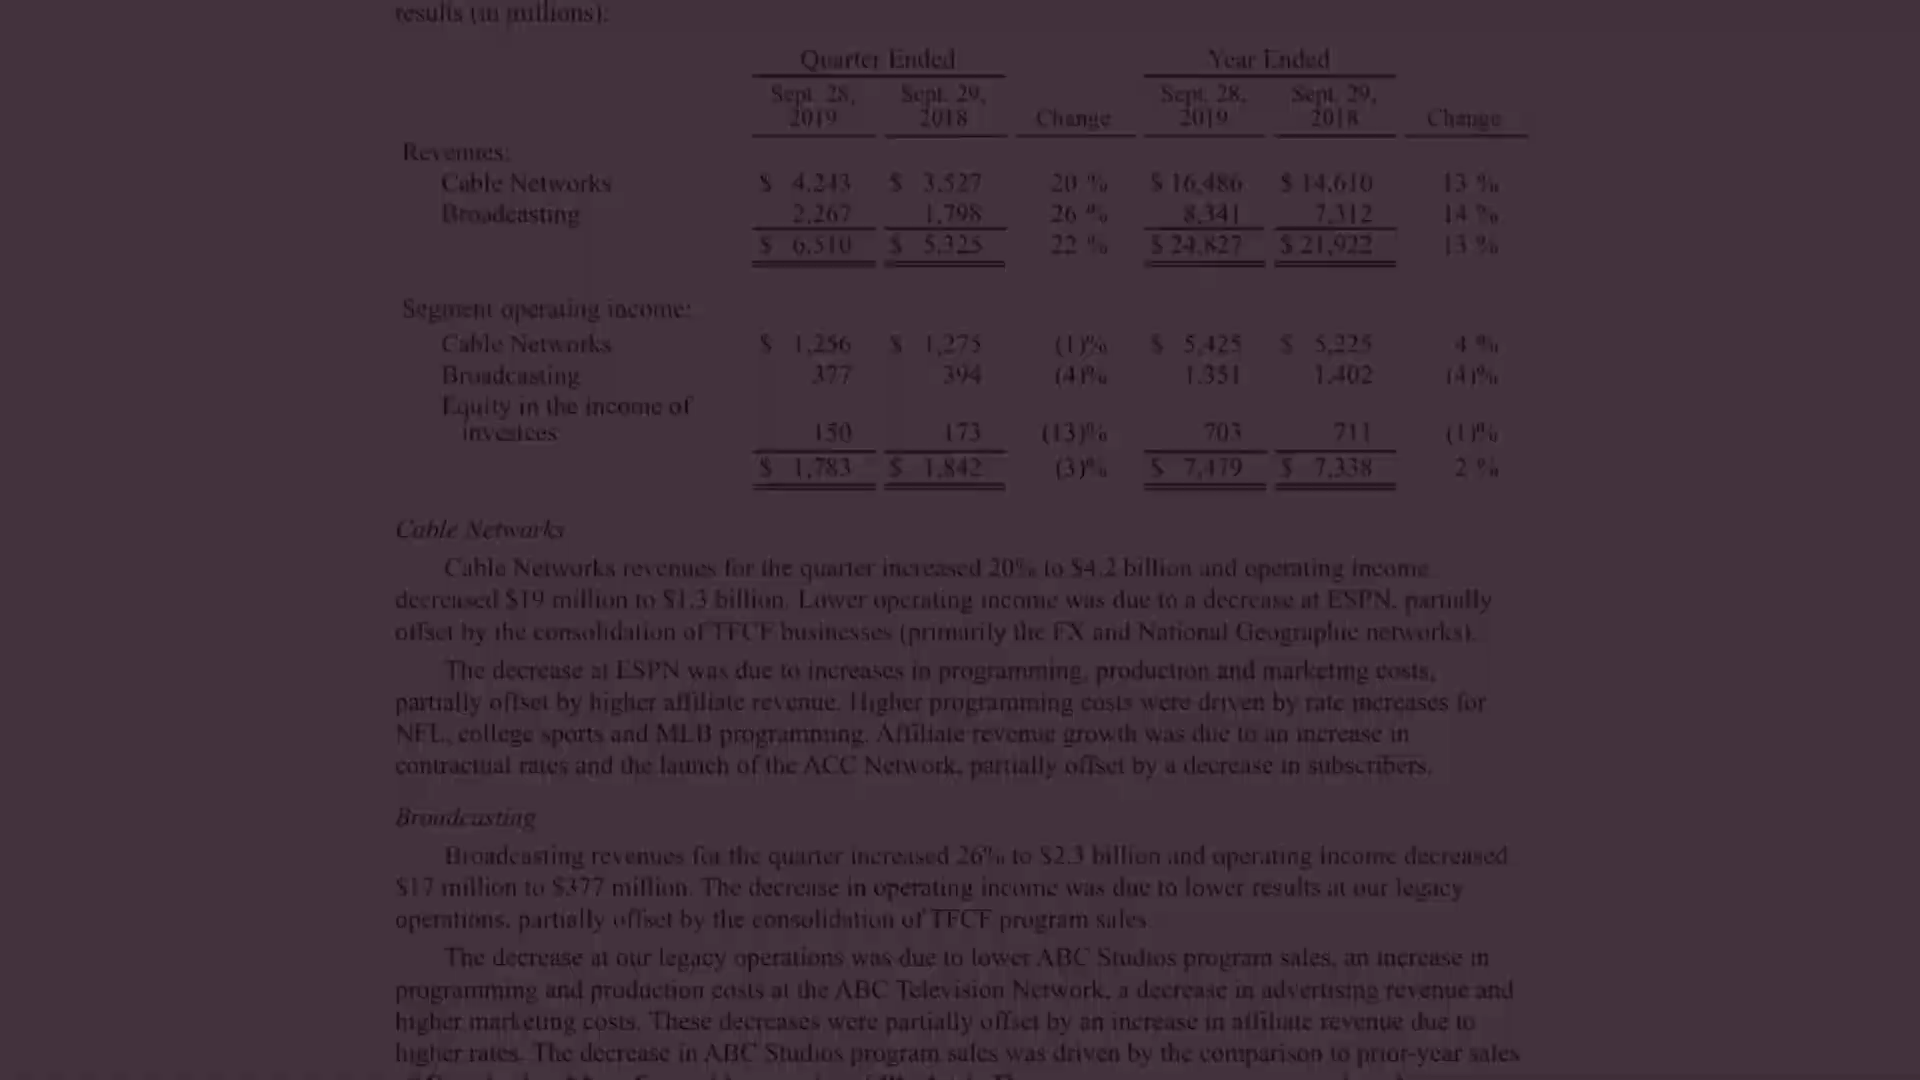 results (in millions):
Quarter Ended Year Ended
Sept. 28, 2019 Sept. 29, 2018 Change Sept. 28, 2019 Sept. 29, 2018 Change
Revenues:
Cable Networks $ 4,243 $ 3,527 20 % $ 16,486 $ 14,610 13 %
Broadcasting 2,267 1,798 26 % 8,341 7,312 14 %
$ 6,510 $ 5,325 22 % $ 24,827 $ 21,922 13 %
Segment operating income:
Cable Networks $ 1,256 $ 1,275 (1)% $ 5,425 $ 5,225 4 %
Broadcasting 377 394 (4)% 1,351 1,402 (4)%
Equity in the income of
investees 150 173 (13)% 703 711 (1)%
$ 1,783 $ 1,842 (3)% $ 7,479 $ 7,338 2 %
Cable Networks
Cable Networks revenues for the quarter increased 20% to $4.2 billion and operating income
decreased $19 million to $1.3 billion. Lower operating income was due to a decrease at ESPN, partially
offset by the consolidation of TFCF businesses (primarily the FX and National Geographic networks).
The decrease at ESPN was due to increases in programming, production and marketing costs,
partially offset by higher affiliate revenue. Higher programming costs were driven by rate increases for
NFL, college sports and MLB programming. Affiliate revenue growth was due to an increase in
contractual rates and the launch of the ACC Network, partially offset by a decrease in subscribers.
Broadcasting
Broadcasting revenues for the quarter increased 26% to $2.3 billion and operating income decreased
$17 million to $377 million. The decrease in operating income was due to lower results at our legacy
operations, partially offset by the consolidation of TFCF program sales.
The decrease at our legacy operations was due to lower ABC Studios program sales, an increase in
programming and production costs at the ABC Television Network, a decrease in advertising revenue and
higher marketing costs. These decreases were partially offset by an increase in affiliate revenue due to
higher rates. The decrease in ABC Studios program sales was driven by the comparison to prior-year sales